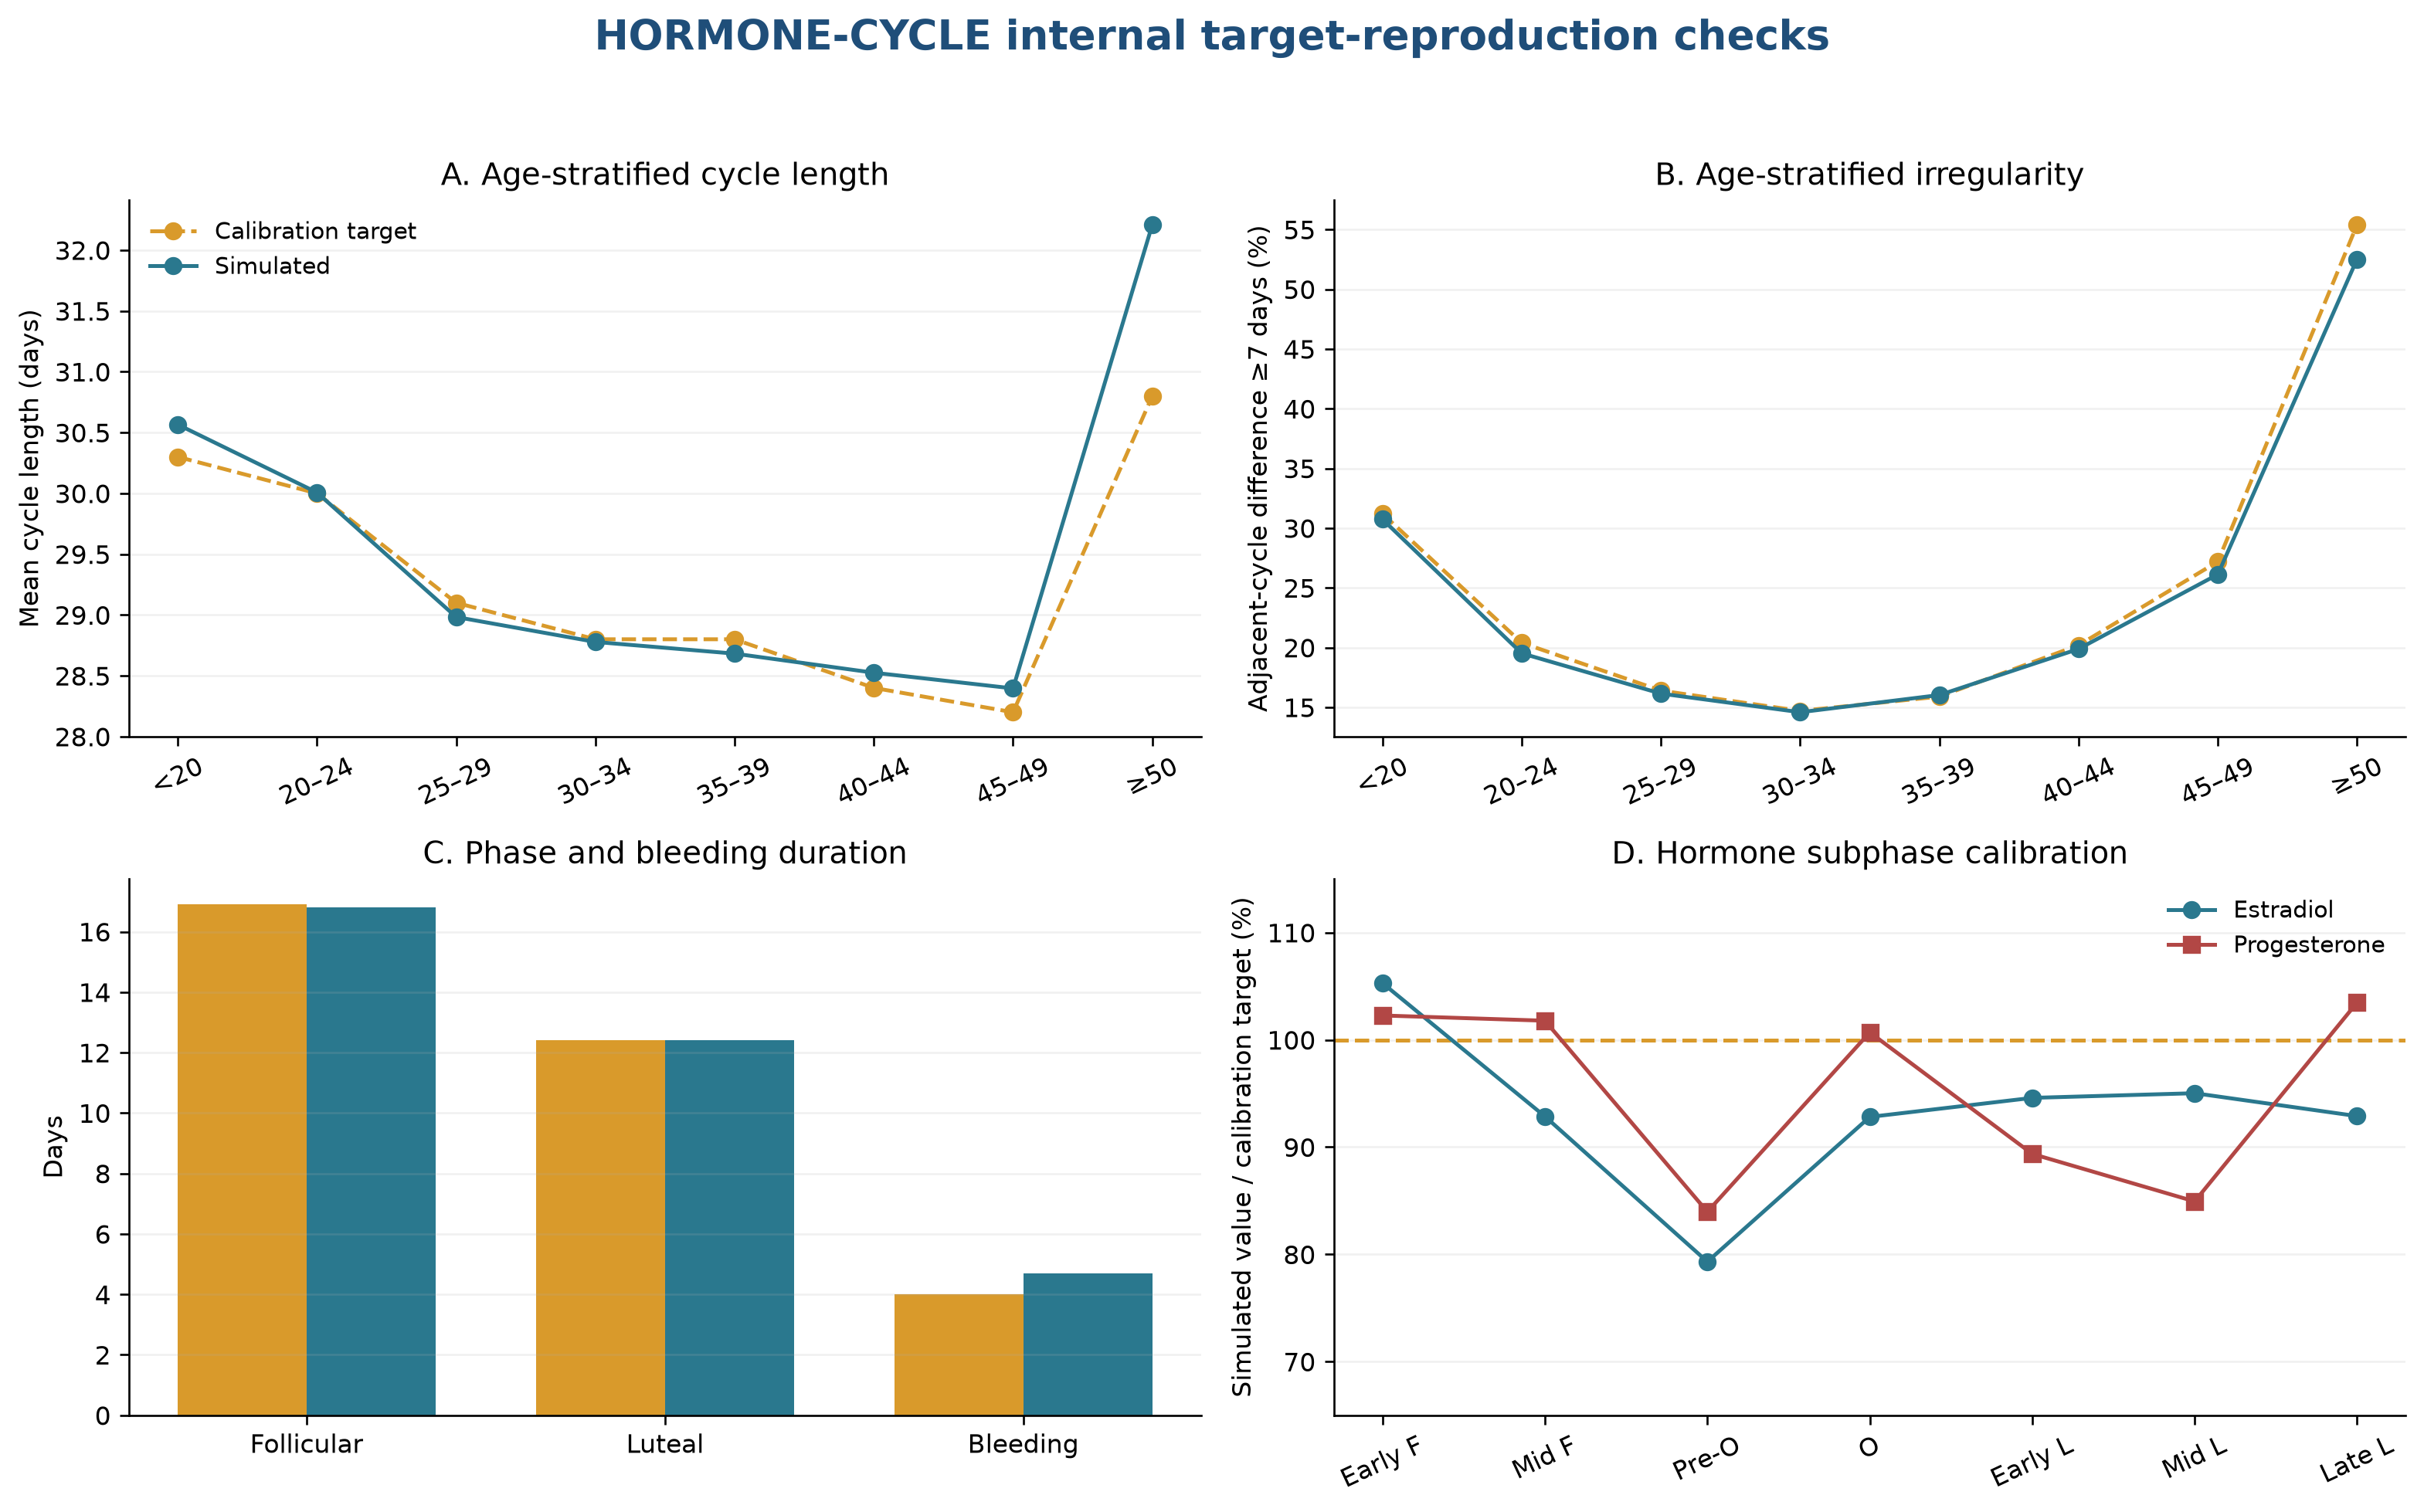 HORMONE-CYCLE internal target-reproduction checks
A. Age-stratified cycle length
Mean cycle length (days)
Calibration target
Simulated
32.0
31.5
31.0
30.5
30.0
29.5
29.0
28.5
28.0
<20
20–24
25–29
30–34
35–39
40–44
45–49
≥50
B. Age-stratified irregularity
Adjacent-cycle difference ≥7 days (%)
55
50
45
40
35
30
25
20
15
<20
20–24
25–29
30–34
35–39
40–44
45–49
≥50
C. Phase and bleeding duration
Days
16
14
12
10
8
6
4
2
0
Follicular
Luteal
Bleeding
D. Hormone subphase calibration
Simulated value / calibration target (%)
Estradiol
Progesterone
110
100
90
80
70
Early F
Mid F
Pre-O
O
Early L
Mid L
Late L